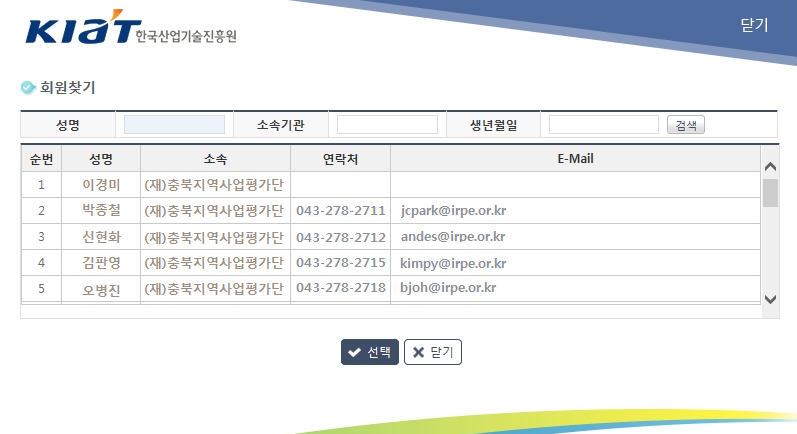 KIAT 한국산업기술진흥원
닫기
회원찾기
성명 소속기관 생년월일 검색
순번 성명 소속 연락처 E-Mail
1 이경미 (재)충북지역사업평가단
2 박종철 (재)충북지역사업평가단 043-278-2711 jcpark@irpe.or.kr
3 신현화 (재)충북지역사업평가단 043-278-2712 andes@irpe.or.kr
4 김판영 (재)충북지역사업평가단 043-278-2715 kimpy@irpe.or.kr
5 오병진 (재)충북지역사업평가단 043-278-2718 bjoh@irpe.or.kr
선택 닫기